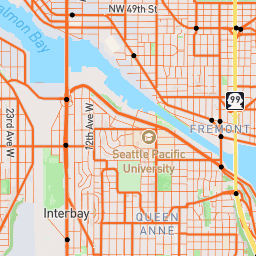 NW 49th St
almon Bay
99
23rd Ave W
12th Ave W
FREMONT
Seattle Pacific
University
Interbay
QUEEN
ANNE